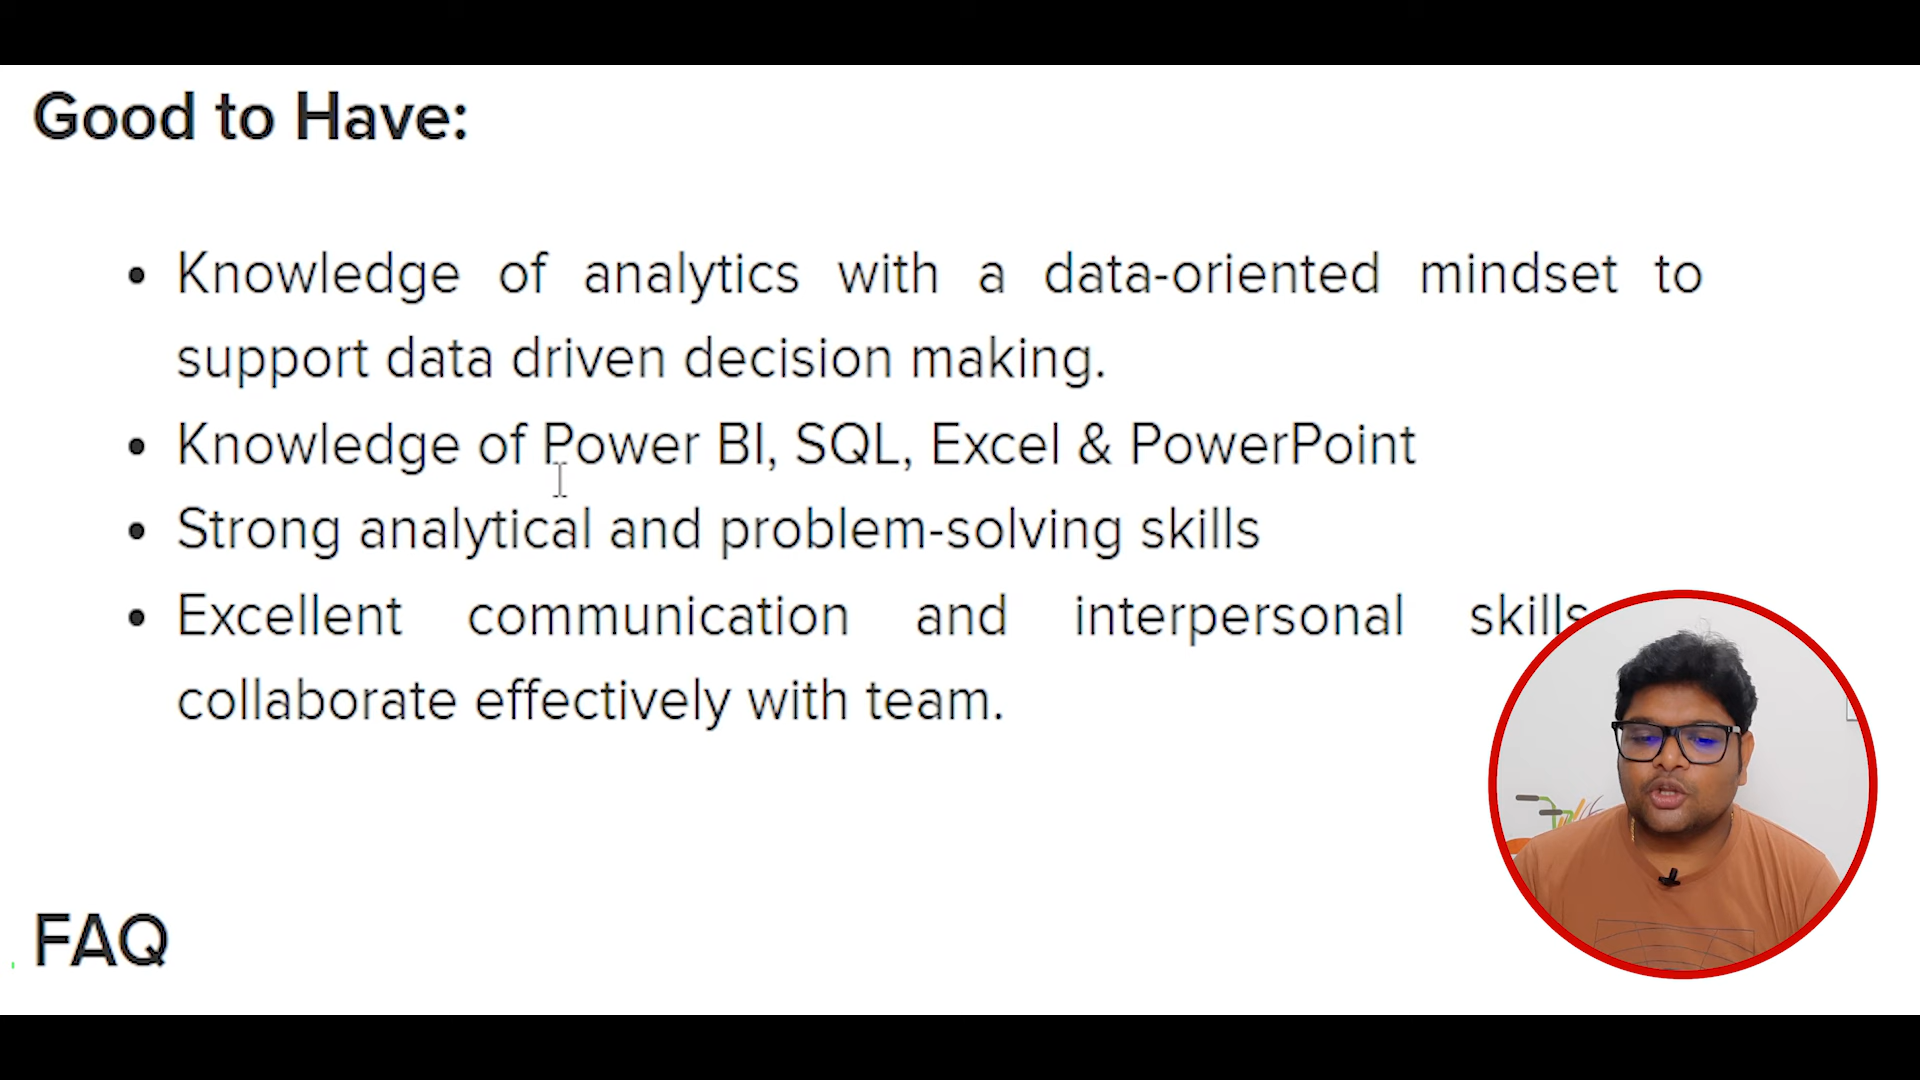 Good to Have:
• Knowledge of analytics with a data-oriented mindset to
support data driven decision making.
• Knowledge of Power BI, SQL, Excel & PowerPoint
• Strong analytical and problem-solving skills
• Excellent communication and interpersonal skills
collaborate effectively with team.
FAQ